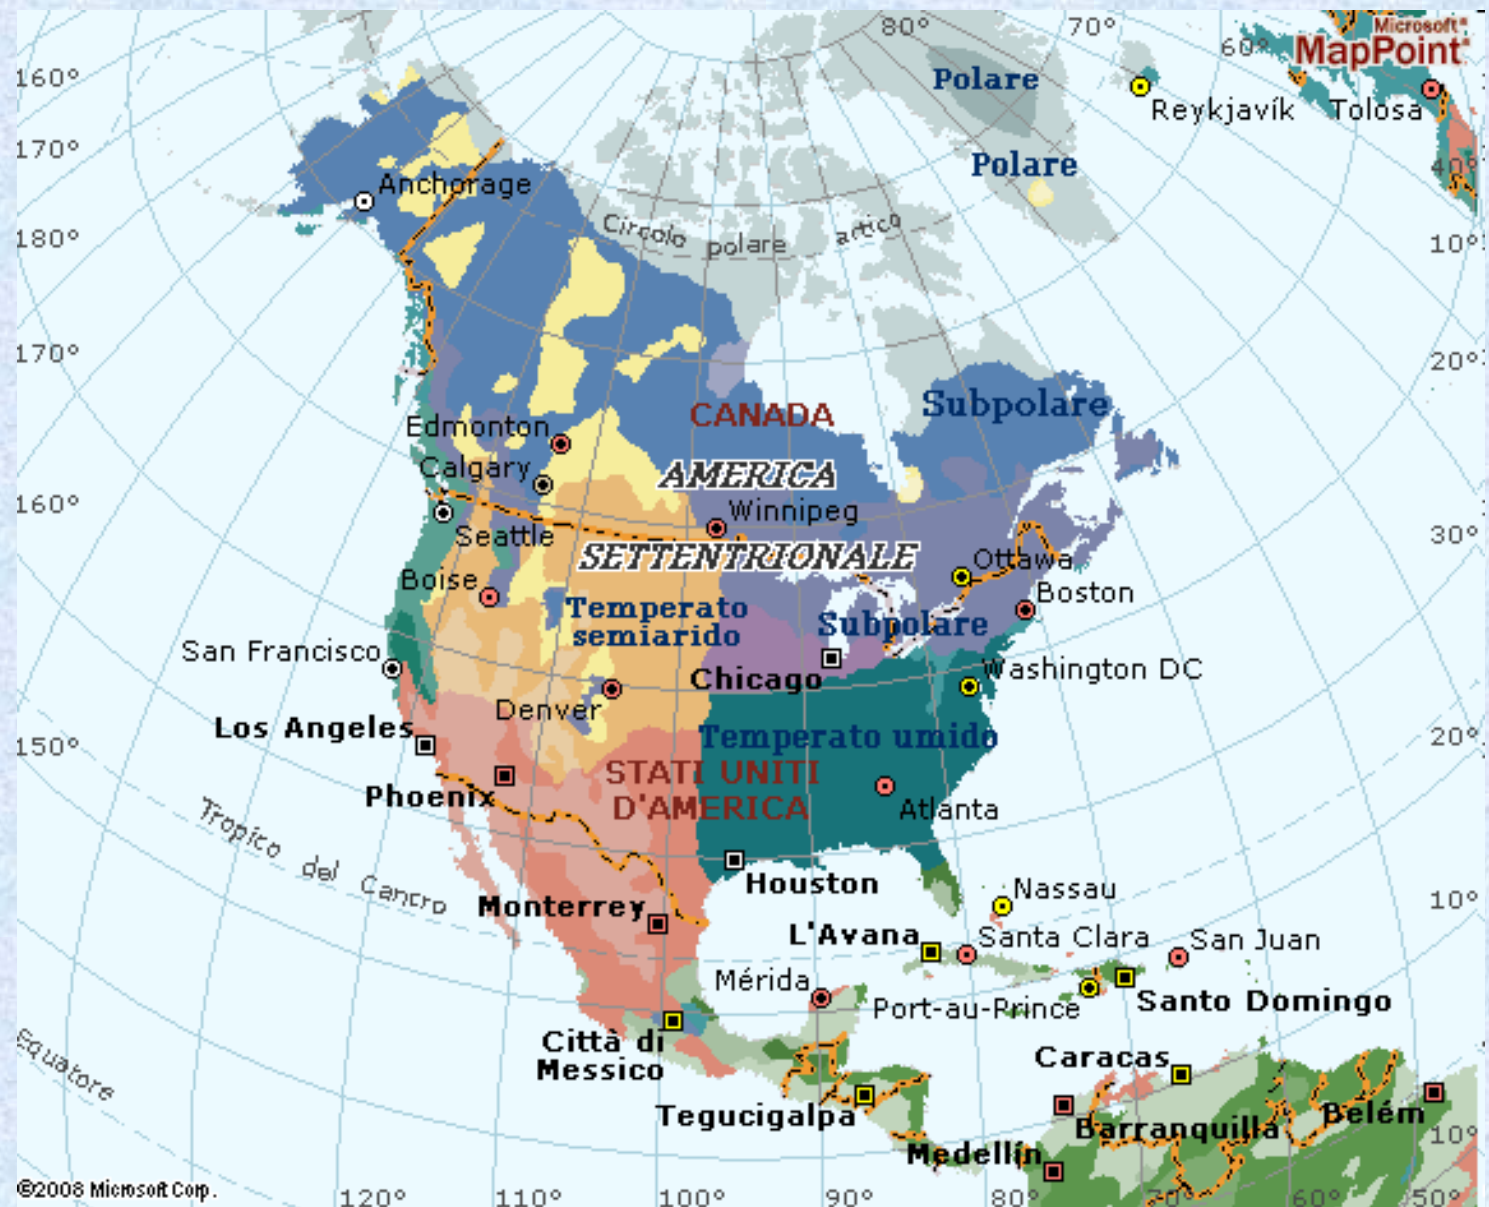 80°
70°
60°
Microsoft®
MapPoint®
160°
Polare
Reykjavík
Tolosa
170°
Polare
40°
Anchorage
180°
Circolo polare artico
10°
170°
20°
Subpolare
CANADA
Edmonton
Calgary
AMERICA
160°
Winnipeg
Seattle
30°
SETTENTRIONALE
Ottawa
Boise
Boston
Temperato
semiarido
Subpolare
San Francisco
Chicago
Washington DC
Denver
Los Angeles
150°
Temperato umido
20°
STATI UNITI
D'AMERICA
Phoenix
Atlanta
Tropico del Cancro
Houston
Nassau
10°
Monterrey
L'Avana
Santa Clara
San Juan
Mérida
Port-au-Prince
Santo Domingo
Città di
Messico
Equatore
Caracas
Tegucigalpa
Barranquilla
Belém
10°
Medellín
©2008 Microsoft Corp.
120°
110°
100°
90°
80°
70°
60°
50°